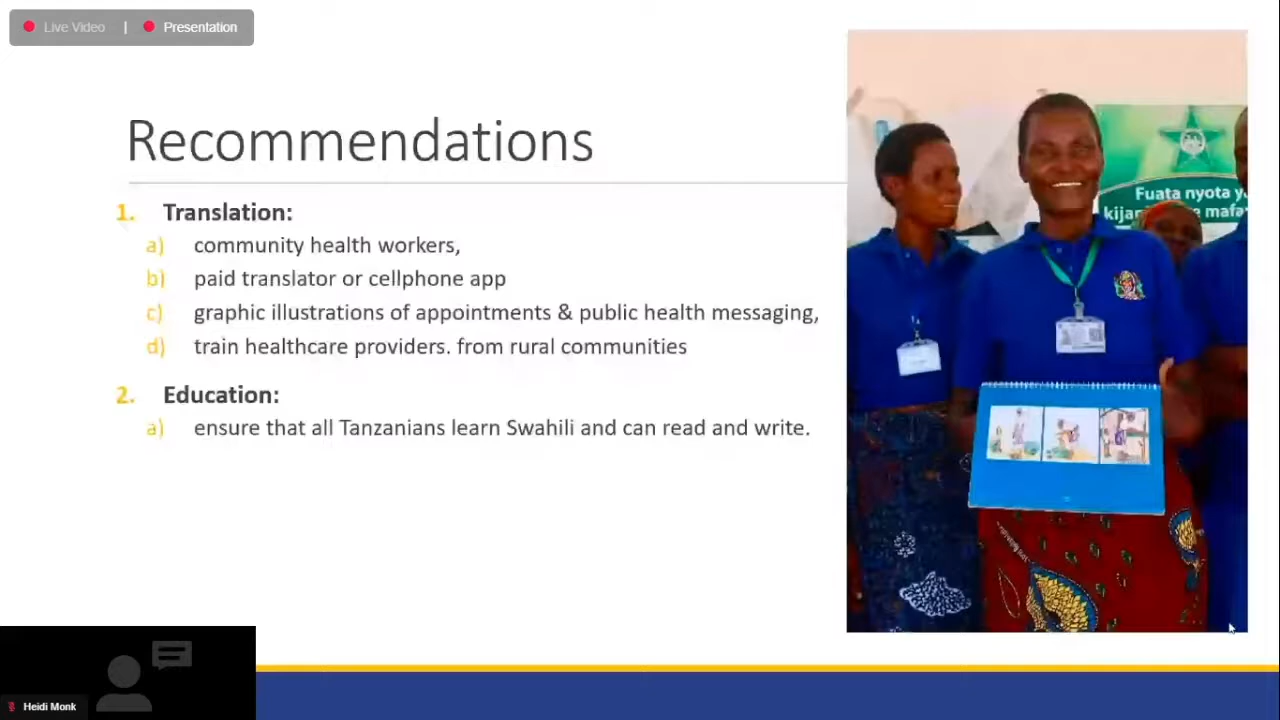 Live Video | Presentation
Recommendations
1. Translation:
a) community health workers,
b) paid translator or cellphone app
c) graphic illustrations of appointments & public health messaging,
d) train healthcare providers. from rural communities
2. Education:
a) ensure that all Tanzanians learn Swahili and can read and write.
Fuata nyota
Heidi Monk